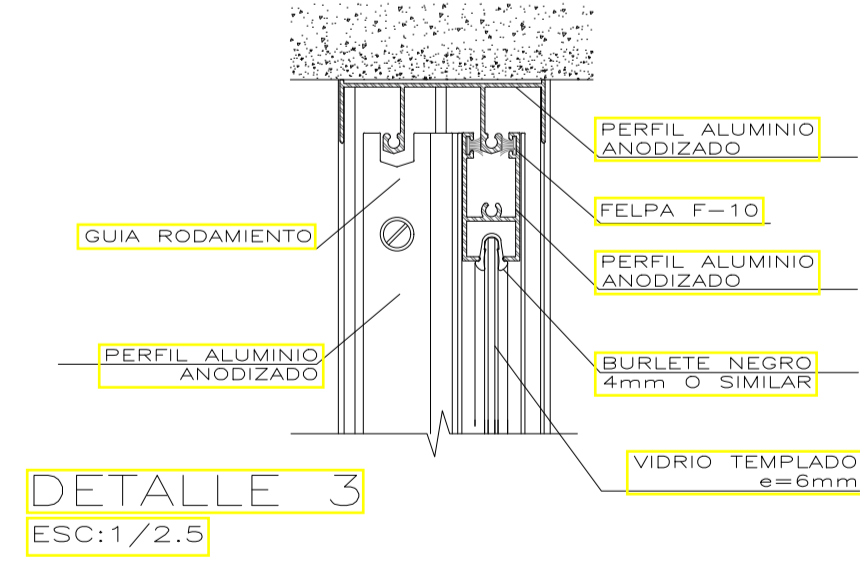 PERFIL ALUMINIO
ANODIZADO
FELPA F-10
GUIA RODAMIENTO
PERFIL ALUMINIO
ANODIZADO
PERFIL ALUMINIO
ANODIZADO
BURLETE NEGRO
4mm O SIMILAR
VIDRIO TEMPLADO
e=6mm
DETALLE 3
ESC:1/2.5